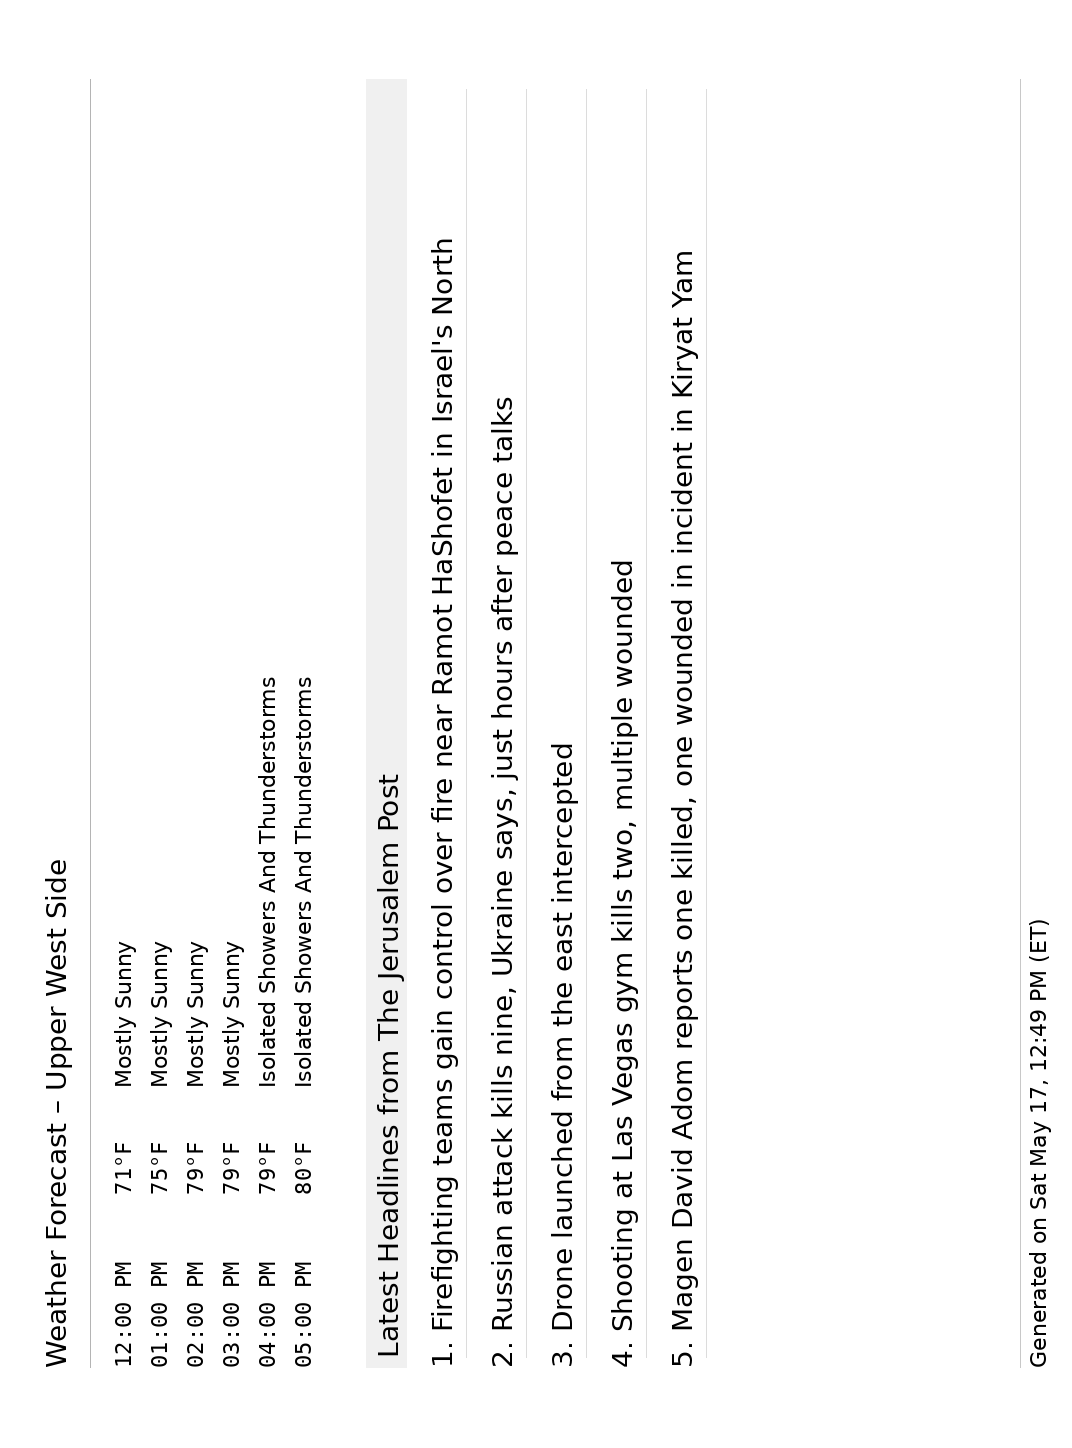 Weather Forecast – Upper West Side
12:00 PM 71°F Mostly Sunny
01:00 PM 75°F Mostly Sunny
02:00 PM 79°F Mostly Sunny
03:00 PM 79°F Mostly Sunny
04:00 PM 79°F Isolated Showers And Thunderstorms
05:00 PM 80°F Isolated Showers And Thunderstorms
Latest Headlines from The Jerusalem Post
1. Firefighting teams gain control over fire near Ramot HaShofet in Israel's North
2. Russian attack kills nine, Ukraine says, just hours after peace talks
3. Drone launched from the east intercepted
4. Shooting at Las Vegas gym kills two, multiple wounded
5. Magen David Adom reports one killed, one wounded in incident in Kiryat Yam
Generated on Sat May 17, 12:49 PM (ET)